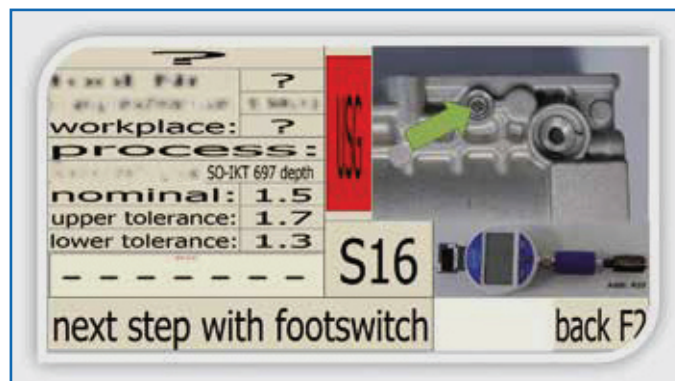 ?
?
workplace: ?
process:
SO-IKT 697 depth
nominal: 1.5
upper tolerance: 1.7
lower tolerance: 1.3
- - - - - - -
S16
next step with footswitch
back F2